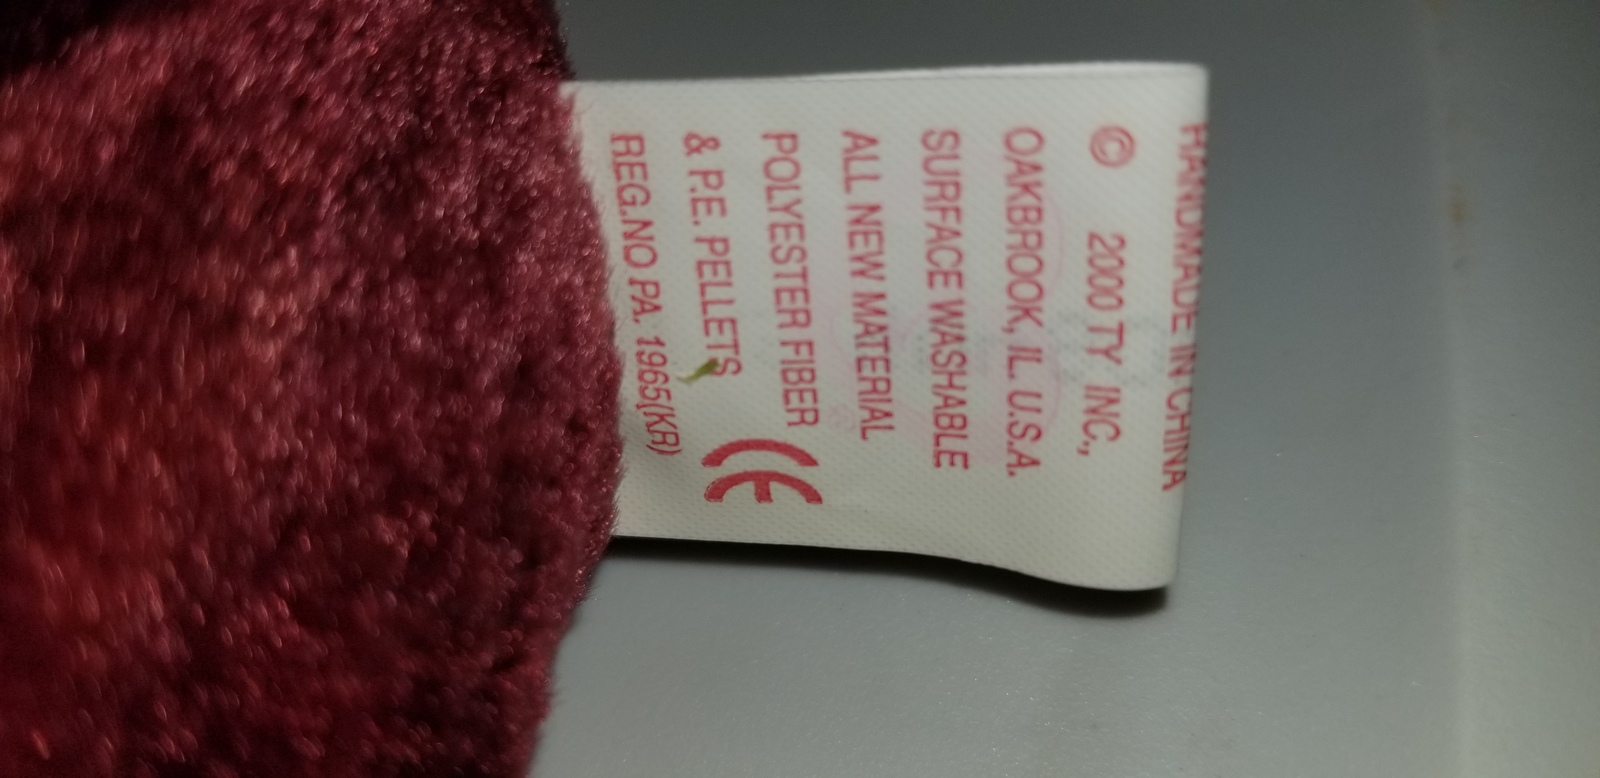 HANDMADE IN CHINA
© 2000 TY INC.,
OAKBROOK, IL. U.S.A.
SURFACE WASHABLE
ALL NEW MATERIAL
POLYESTER FIBER
& P.E. PELLETS CE
REG.NO PA. 1965(KR)